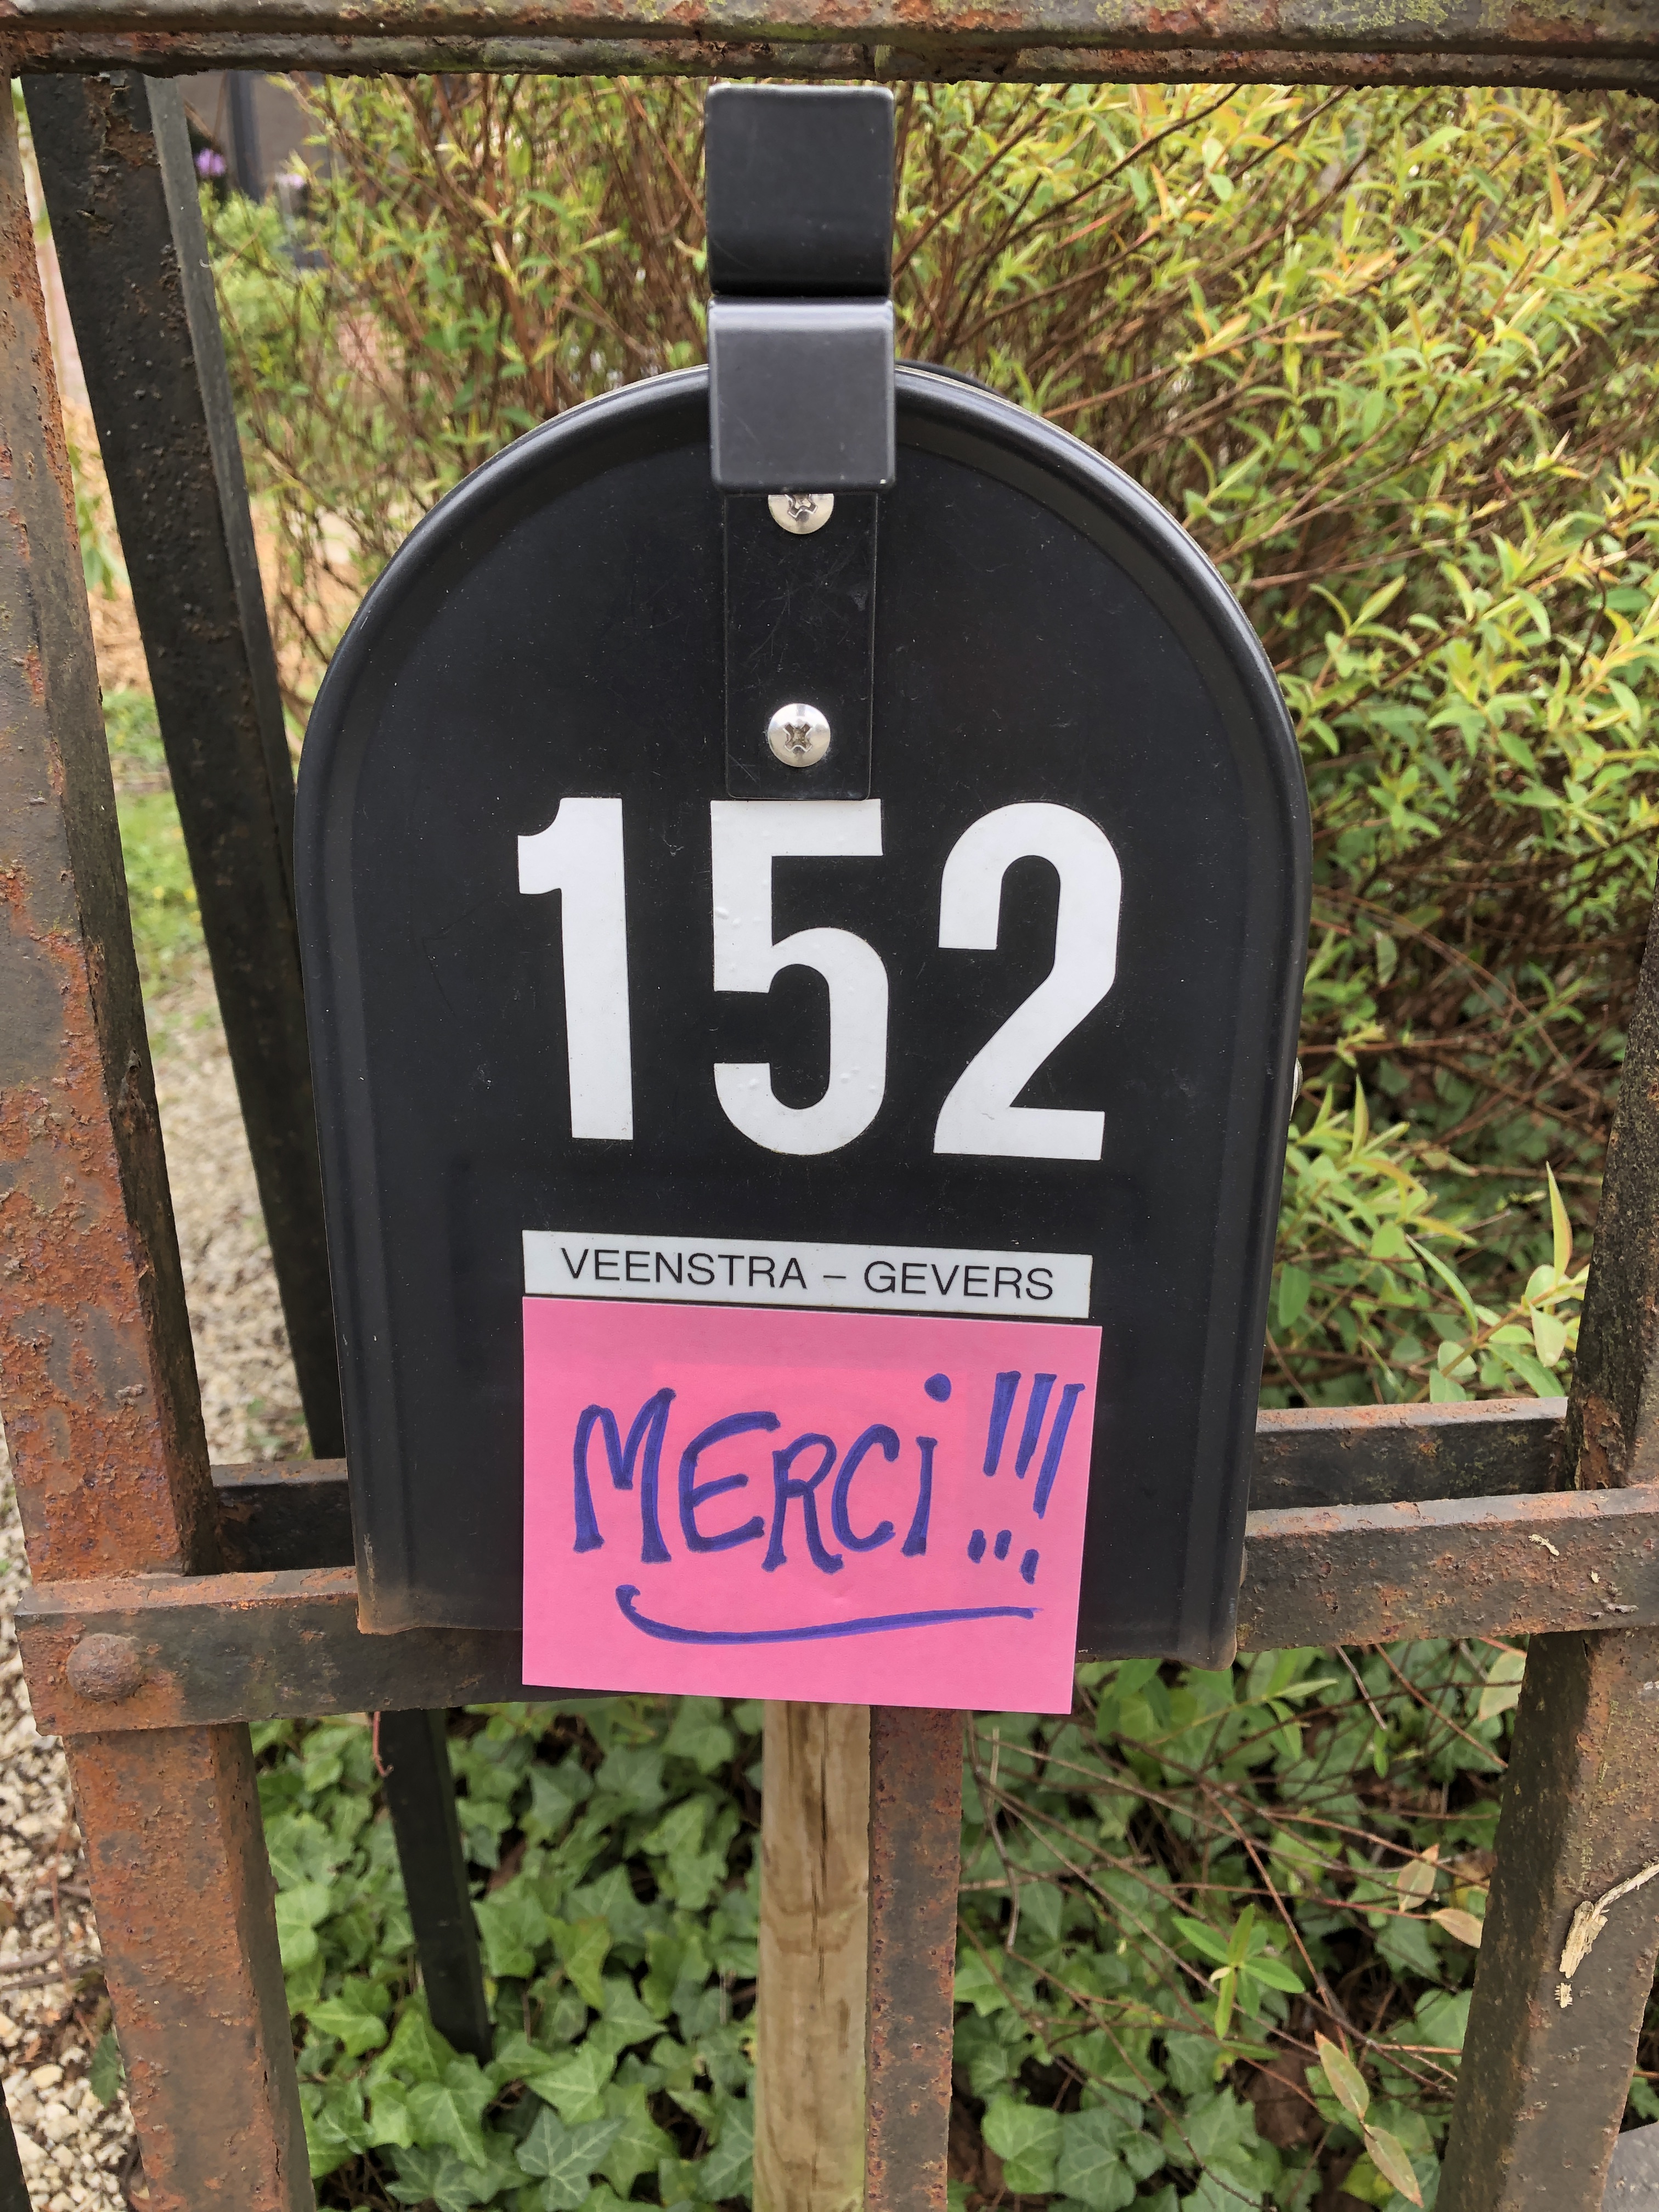 152
VEENSTRA – GEVERS
MERCi!!!